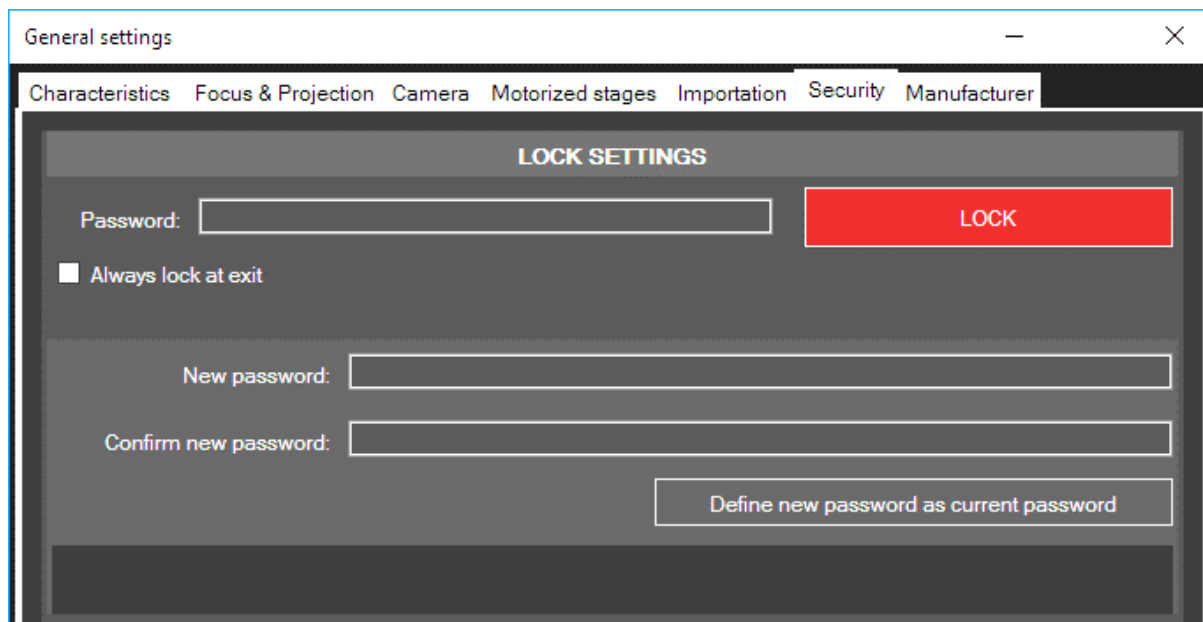 General settings
Characteristics Focus & Projection Camera Motorized stages Importation Security Manufacturer
LOCK SETTINGS
Password: LOCK
Always lock at exit
New password:
Confirm new password:
Define new password as current password